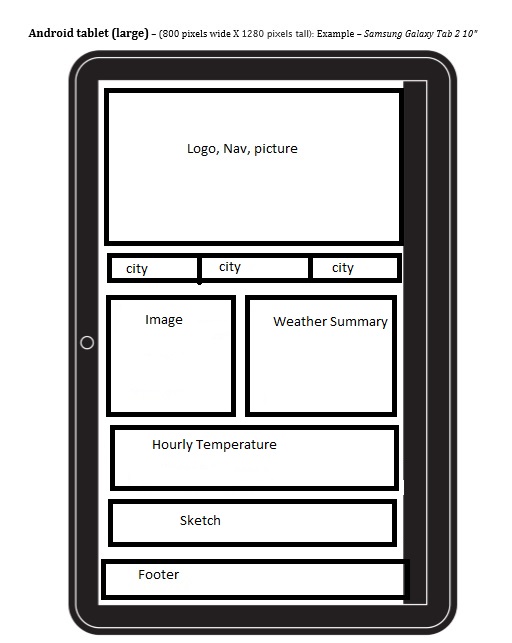 Android tablet (large) – (800 pixels wide X 1280 pixels tall): Example – Samsung Galaxy Tab 2 10"
Logo, Nav, picture
city city city
Image Weather Summary
Hourly Temperature
Sketch
Footer